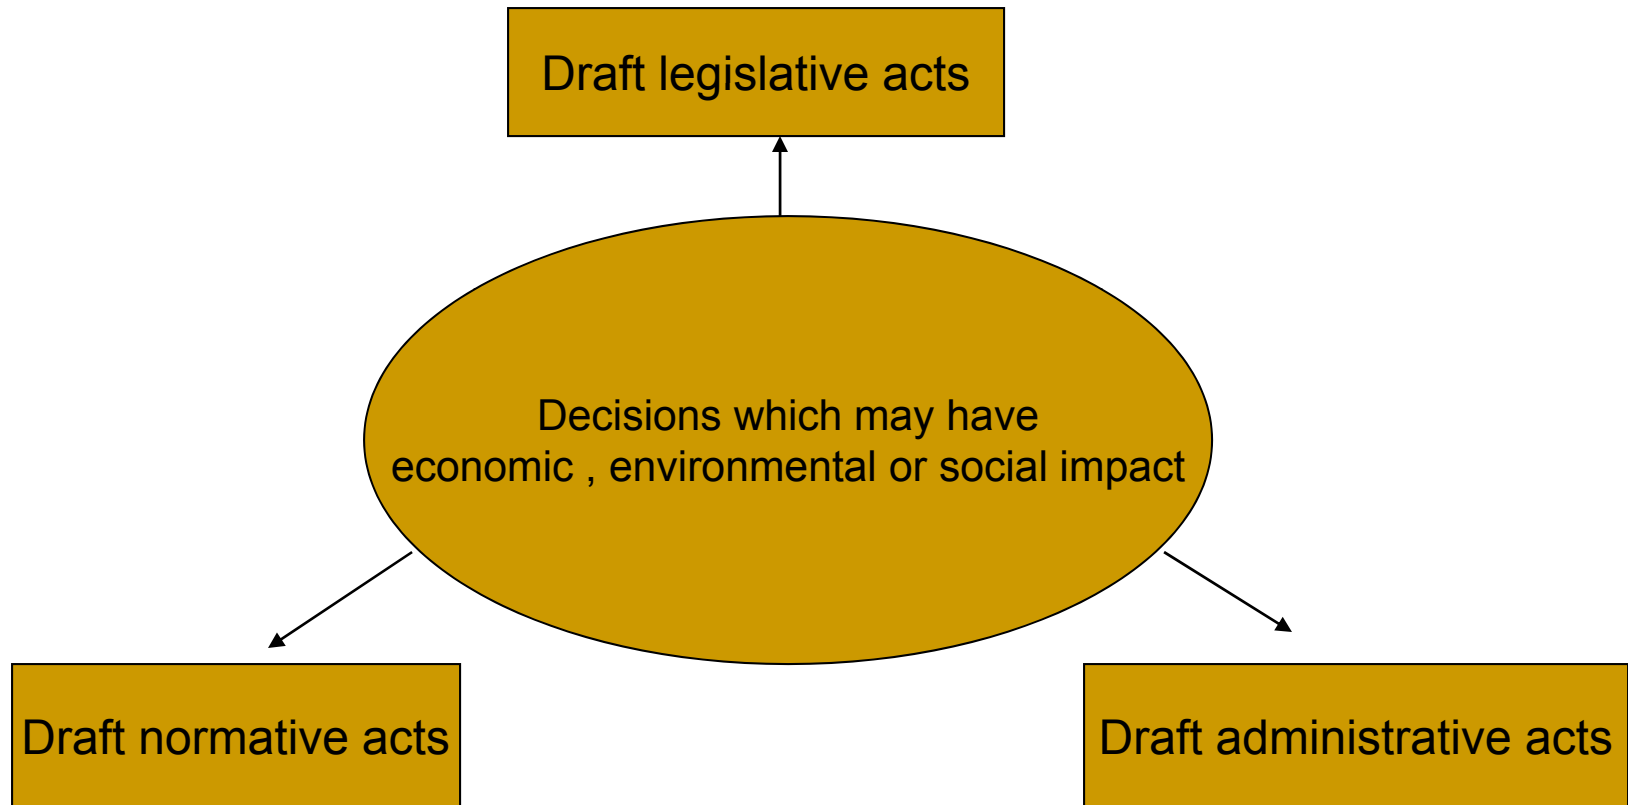 Draft legislative acts
Decisions which may have
economic , environmental or social impact
Draft normative acts
Draft administrative acts